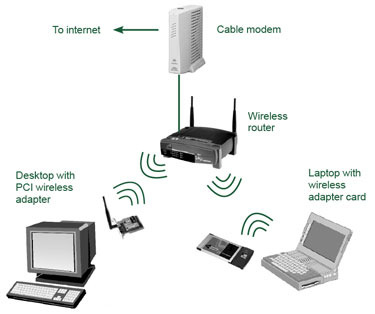 To internet
Cable modem
Wireless
router
Desktop with
PCI wireless
adapter
Laptop with
wireless
adapter card